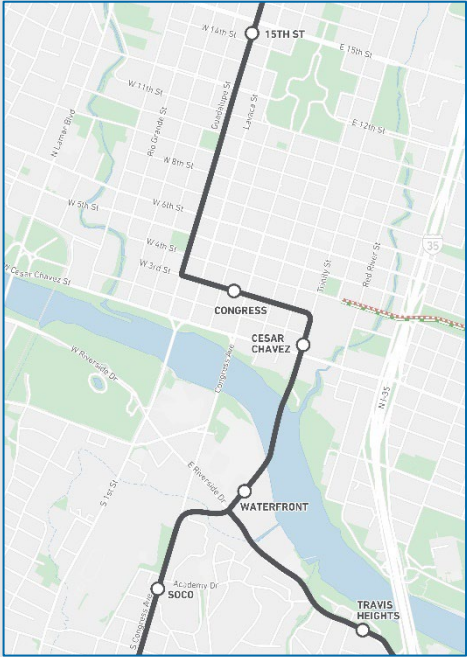 W 16th St
15TH ST
E 15th St
W 11th St
Guadalupe St
Lavaca St
N Lamar Blvd
Rio Grande St
E 12th St
W 8th St
W 5th St
W 6th St
W 4th St
W 3rd St
35
Trinity St
Red River St
W Cesar Chavez St
CONGRESS
CESAR
CHAVEZ
W Riverside Dr
Congress Ave
N I-35
S 1st St
E Riverside Dr
WATERFRONT
Academy Dr
SOCO
S Congress Ave
TRAVIS
HEIGHTS